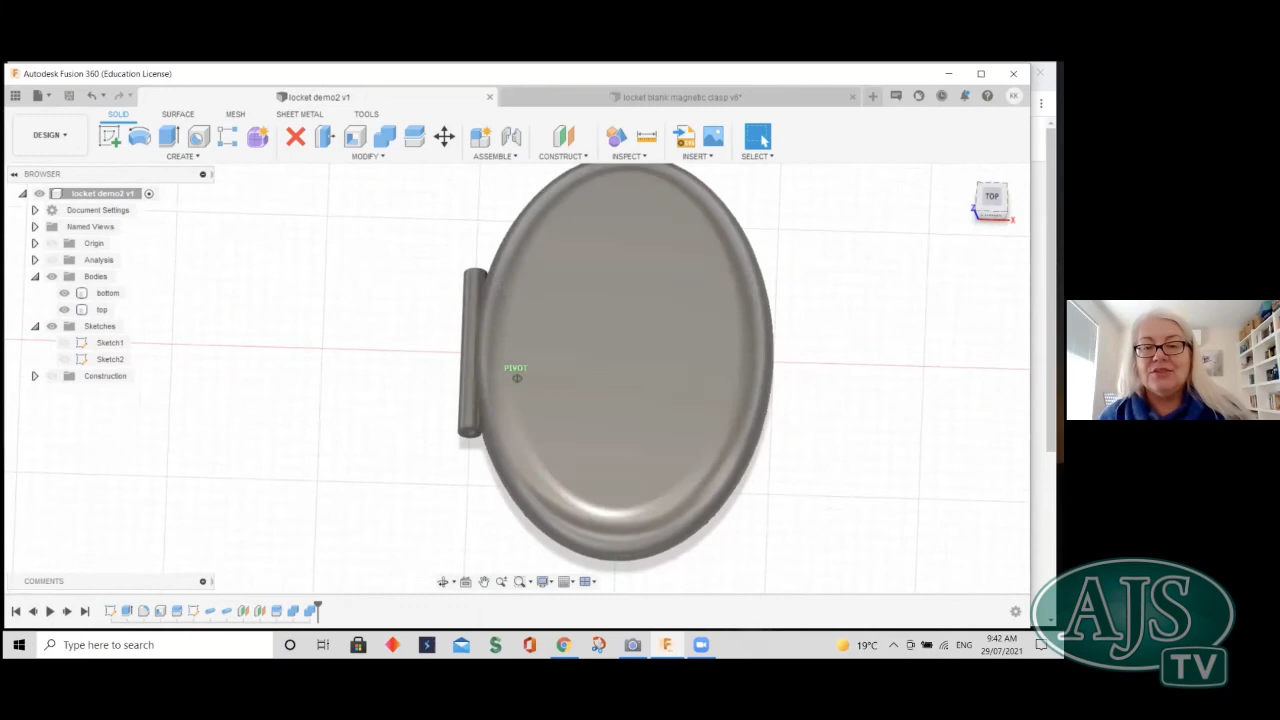 Autodesk Fusion 360 (Education License)
locket demo2 v1
locket blank magnetic clasp v6*
KK
SOLID SURFACE MESH SHEET METAL TOOLS
DESIGN
CREATE MODIFY ASSEMBLE CONSTRUCT INSPECT INSERT SELECT
BROWSER
locket demo2 v1
Document Settings
Named Views
Origin
Analysis
Bodies
bottom
top
Sketches
Sketch1
Sketch2
Construction
PIVOT
TOP
Z
X
COMMENTS
Type here to search
19°C
ENG
9:42 AM
29/07/2021
AJS
TV